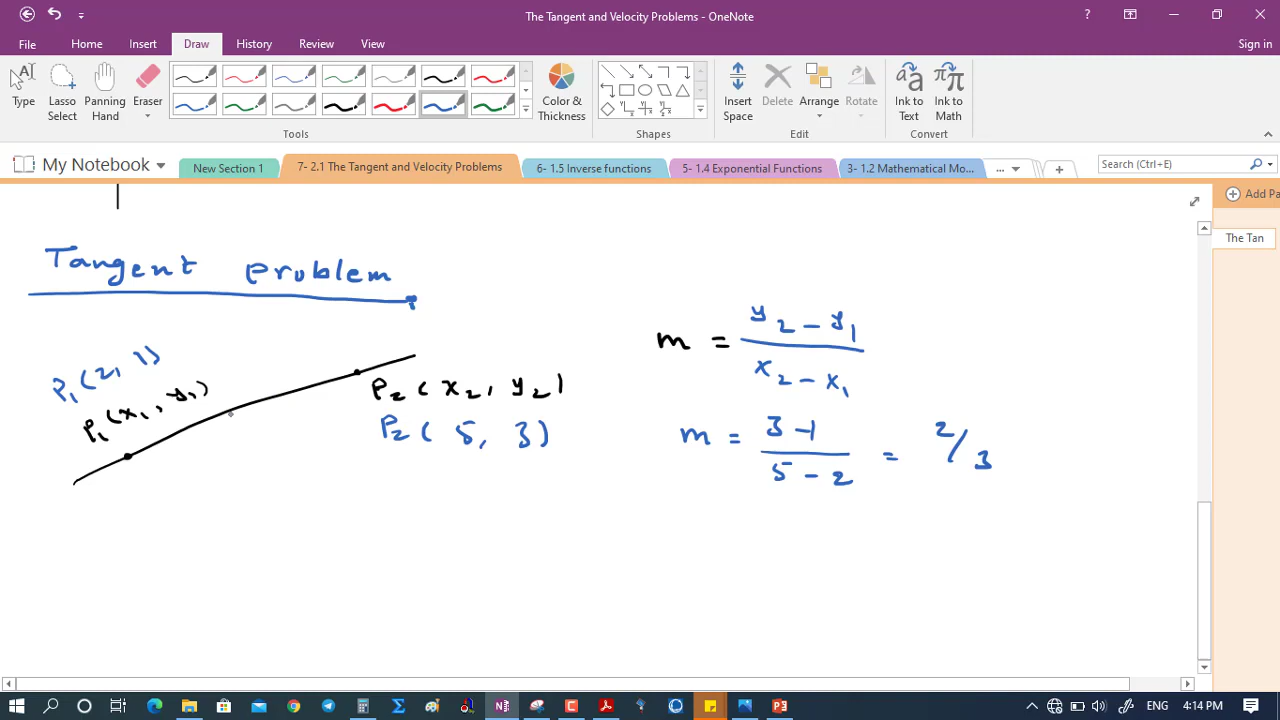 The Tangent and Velocity Problems - OneNote
?
File Home Insert Draw History Review View Sign in
Type
Lasso Select
Panning Hand
Eraser
Color & Thickness
Insert Space
Delete
Arrange
Rotate
Ink to Text
Ink to Math
Tools Shapes Edit Convert
My Notebook New Section 1 7- 2.1 The Tangent and Velocity Problems 6- 1.5 Inverse functions 5- 1.4 Exponential Functions 3- 1.2 Mathematical Mo... ... Search (Ctrl+E)
Add Pa
The Tan
Tangent problem
P₁(2, 1)
P₁(x₁, y₁)
P₂(x₂, y₂)
P₂(5, 3)
m = y₂ - y₁ / x₂ - x₁
m = 3 - 1 / 5 - 2 = 2/3
ENG 4:14 PM